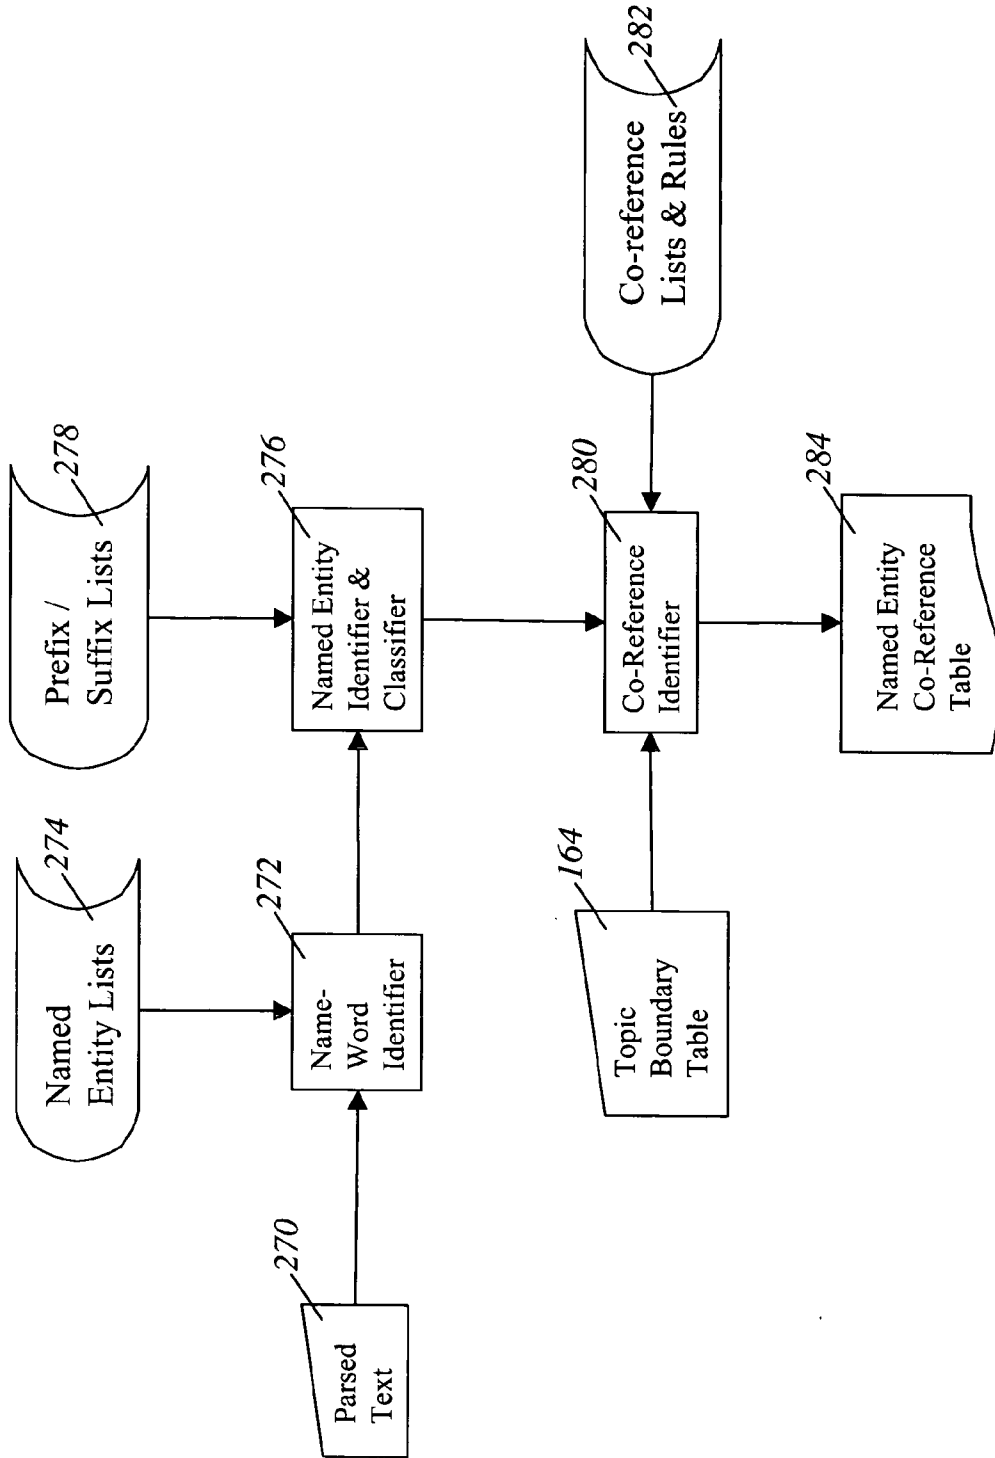 Named
Entity Lists
274
Prefix /
Suffix Lists
278
Parsed
Text
270
Name-
Word
Identifier
272
Named Entity
Identifier &
Classifier
276
Topic
Boundary
Table
164
Co-Reference
Identifier
280
Co-reference
Lists & Rules
282
Named Entity
Co-Reference
Table
284